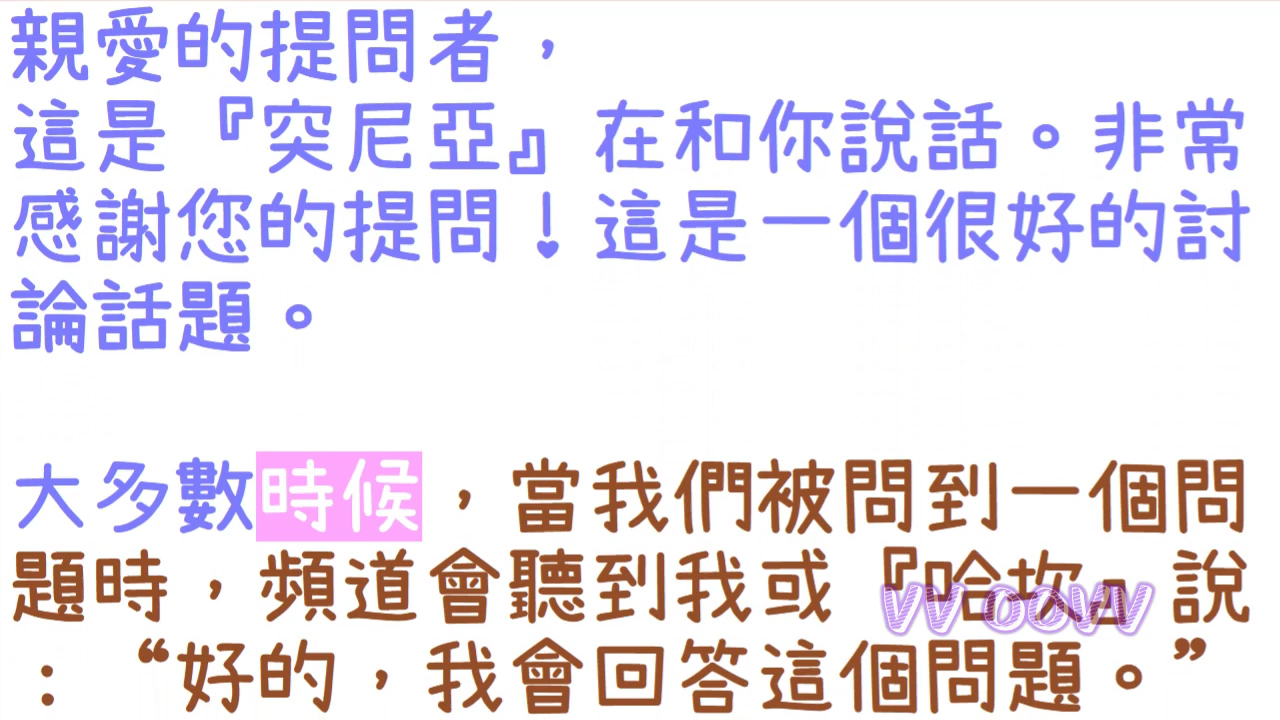 親愛的提問者，
這是『突尼亞』在和你說話。非常
感謝您的提問！這是一個很好的討
論話題。
大多數時候，當我們被問到一個問
題時，頻道會聽到我或『哈坎』說
：“好的，我會回答這個問題。”
VV OOVV